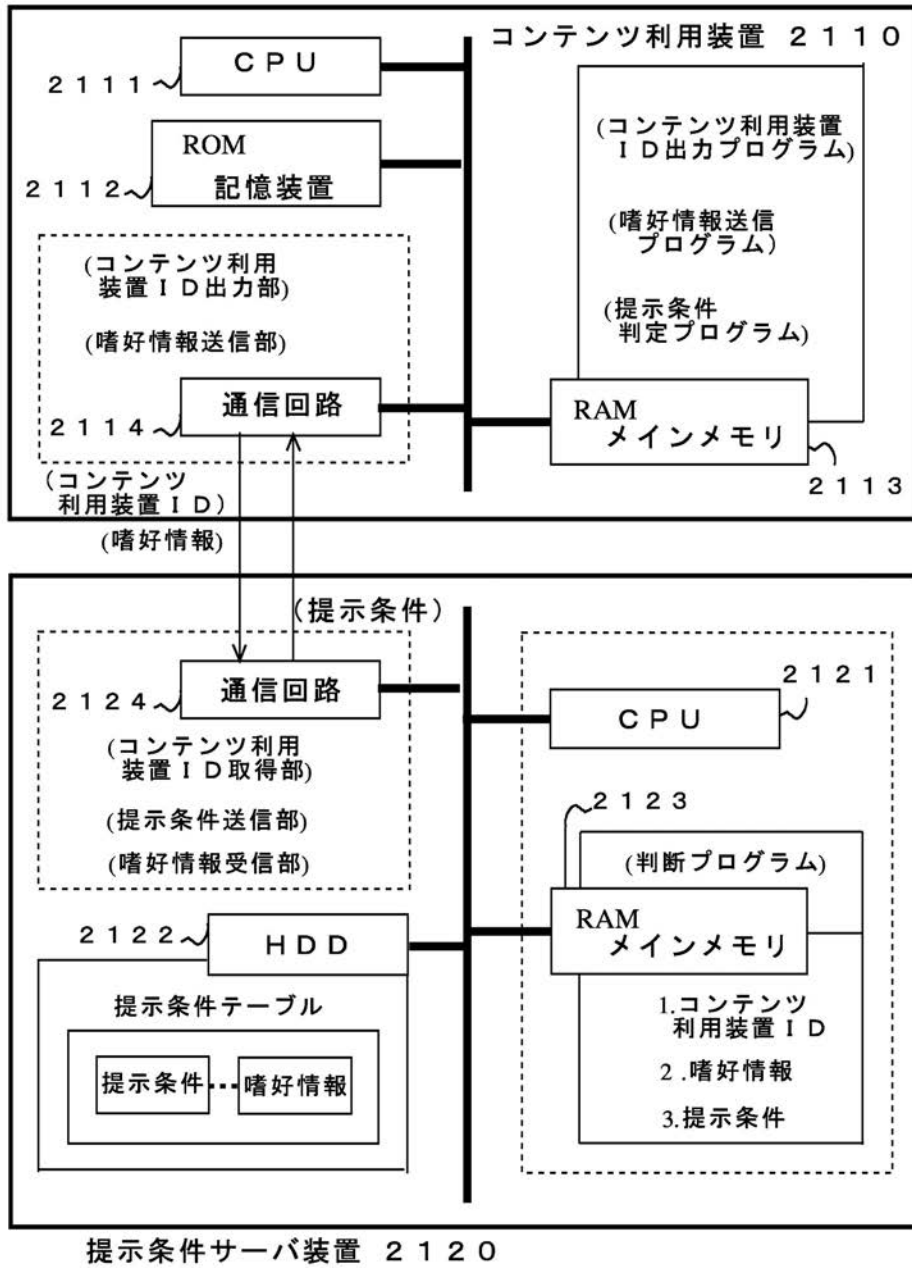 コンテンツ利用装置 2110
CPU
2111
ROM
記憶装置
2112
(コンテンツ利用装置
ID出力プログラム)
(嗜好情報送信
プログラム)
(提示条件
判定プログラム)
(コンテンツ利用
装置ID出力部)
(嗜好情報送信部)
通信回路
2114
RAM
メインメモリ
2113
(コンテンツ
利用装置ID)
(嗜好情報)
(提示条件)
通信回路
2124
(コンテンツ利用
装置ID取得部)
(提示条件送信部)
(嗜好情報受信部)
2121
CPU
2123
(判断プログラム)
RAM
メインメモリ
1.コンテンツ
利用装置ID
2.嗜好情報
3.提示条件
2122
HDD
提示条件テーブル
提示条件…嗜好情報
提示条件サーバ装置 2120